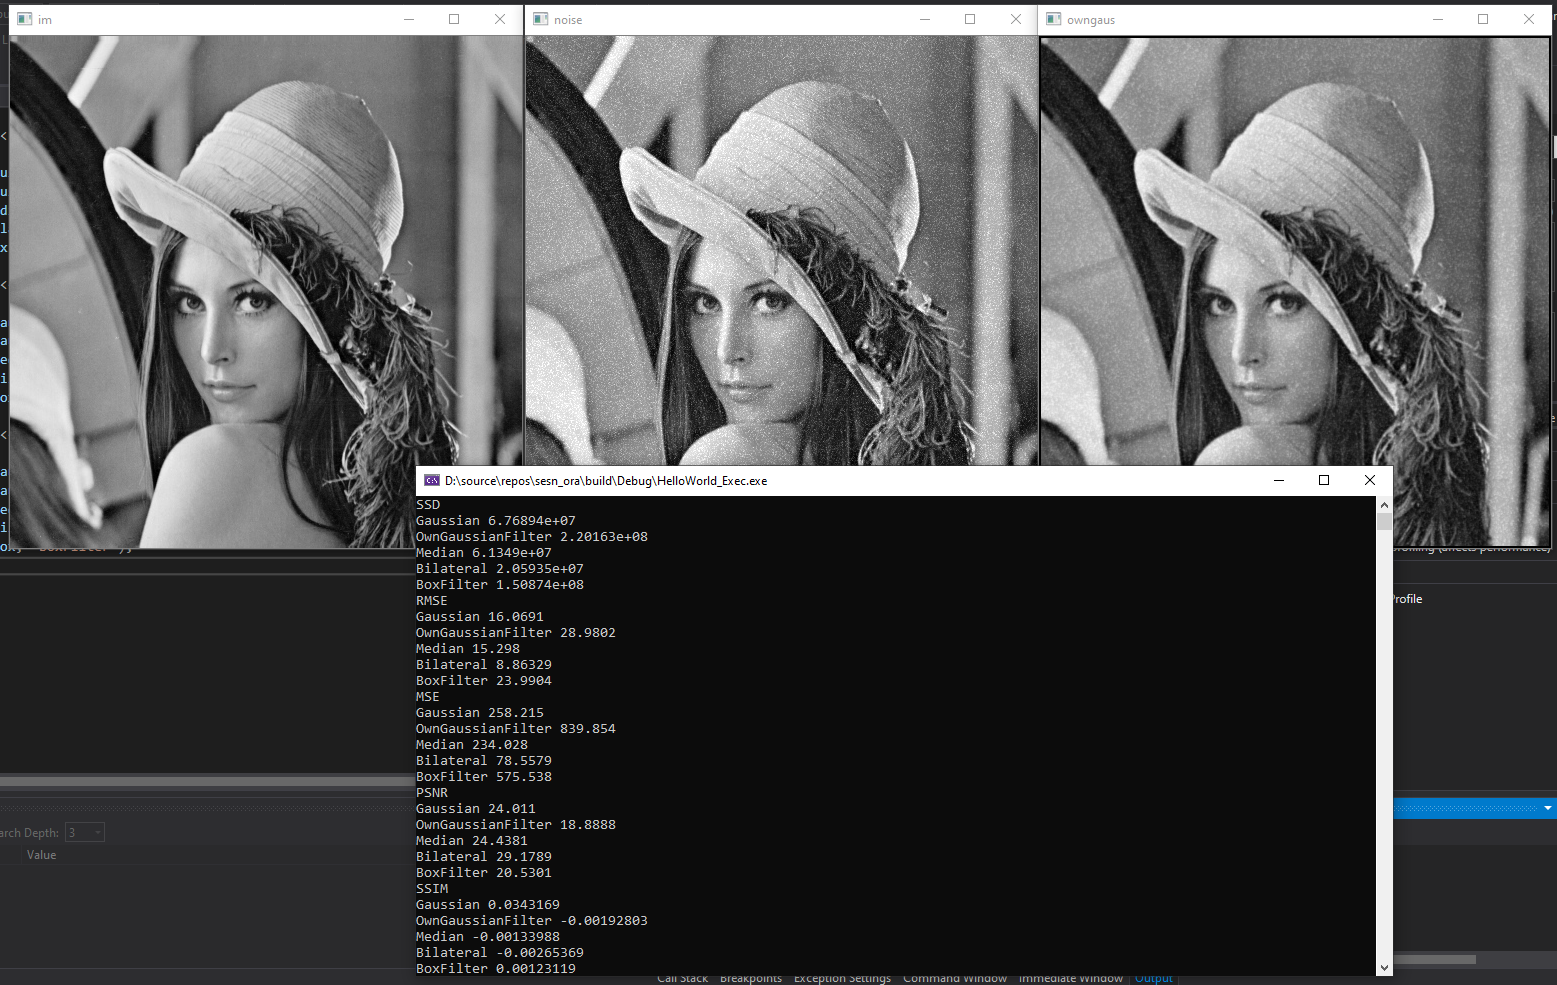 im
noise
owngaus
D:\source\repos\sesn_ora\build\Debug\HelloWorld_Exec.exe
SSD
Gaussian 6.76894e+07
OwnGaussianFilter 2.20163e+08
Median 6.1349e+07
Bilateral 2.05935e+07
BoxFilter 1.50874e+08
RMSE
Gaussian 16.0691
OwnGaussianFilter 28.9802
Median 15.298
Bilateral 8.86329
BoxFilter 23.9904
MSE
Gaussian 258.215
OwnGaussianFilter 839.854
Median 234.028
Bilateral 78.5579
BoxFilter 575.538
PSNR
Gaussian 24.011
OwnGaussianFilter 18.8888
Median 24.4381
Bilateral 29.1789
BoxFilter 20.5301
SSIM
Gaussian 0.0343169
OwnGaussianFilter -0.00192803
Median -0.00133988
Bilateral -0.00265369
BoxFilter 0.00123119
rofiling (affects performance)
Profile
arch Depth: 3
Value
Call Stack Breakpoints Exception Settings Command Window Immediate Window Output